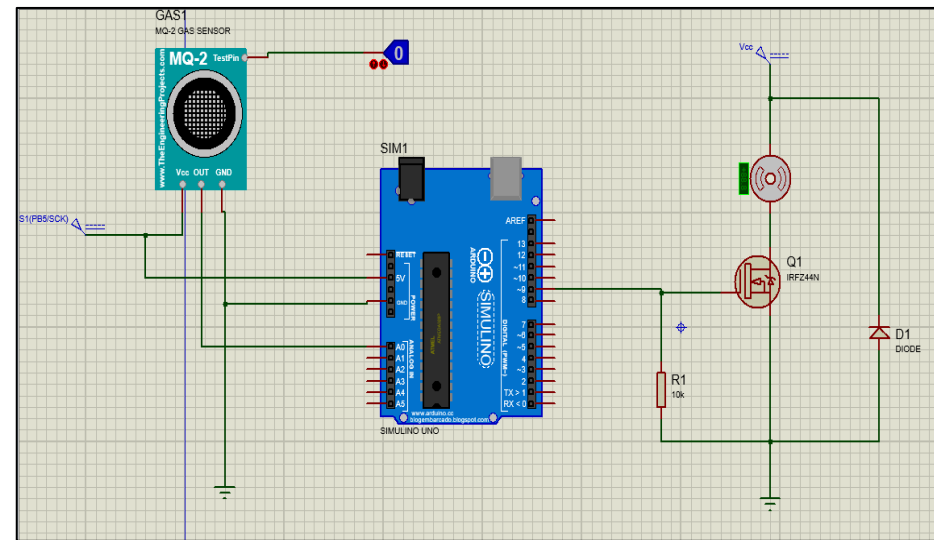 GAS1
MQ-2 GAS SENSOR
MQ-2 TestPin
www.TheEngineeringProjects.com
Vcc OUT GND
0
S1(PB5/SCK)
SIM1
AREF
13
12
~11
~10
~9
8
7
~6
~5
4
~3
2
TX > 1
RX < 0
RESET
5V
GND
POWER
A0
A1
A2
A3
A4
A5
ANALOG IN
ARDUINO
SIMULINO
DIGITAL (PWM~)
www.arduino.cc
blogembarcado.blogspot.com
SIMULINO UNO
Vcc
Q1
IRFZ44N
D1
DIODE
R1
10k